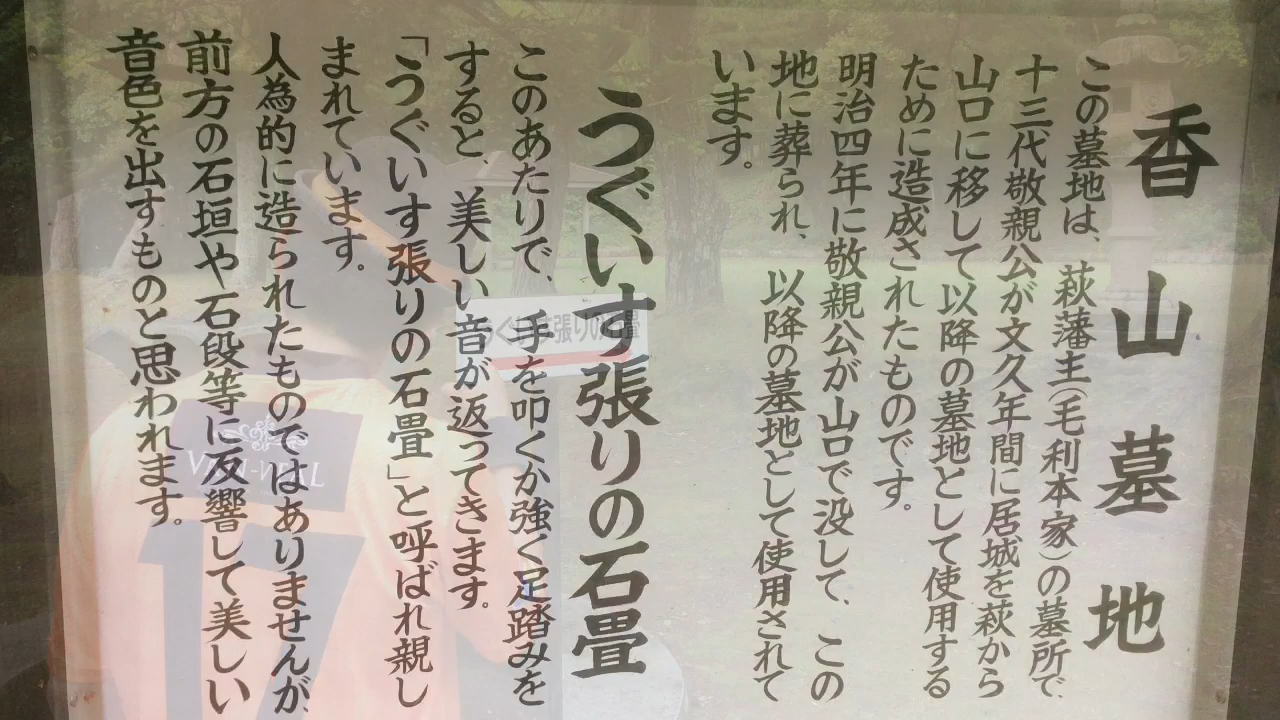 香山墓地
この墓地は、萩藩主(毛利本家)の墓所で
十三代敬親公が文久年間に居城を萩から
山口に移して以降の墓地として使用する
ために造成されたものです。
明治四年に敬親公が山口で没して、この
地に葬られ、以降の墓地として使用されて
います。
うぐいす張りの石畳
このあたりで、手を叩くか強く足踏みを
すると、美しい音が返ってきます。
「うぐいす張りの石畳」と呼ばれ親し
まれています。
人為的に造られたものではありませんが、
前方の石垣や石段等に反響して美しい
音色を出すものと思われます。
うぐいす張りの石畳
17